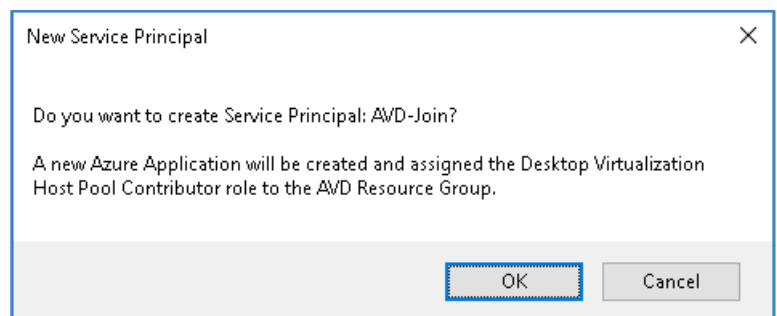 New Service Principal
Do you want to create Service Principal: AVD-Join?
A new Azure Application will be created and assigned the Desktop Virtualization
Host Pool Contributor role to the AVD Resource Group.
OK
Cancel